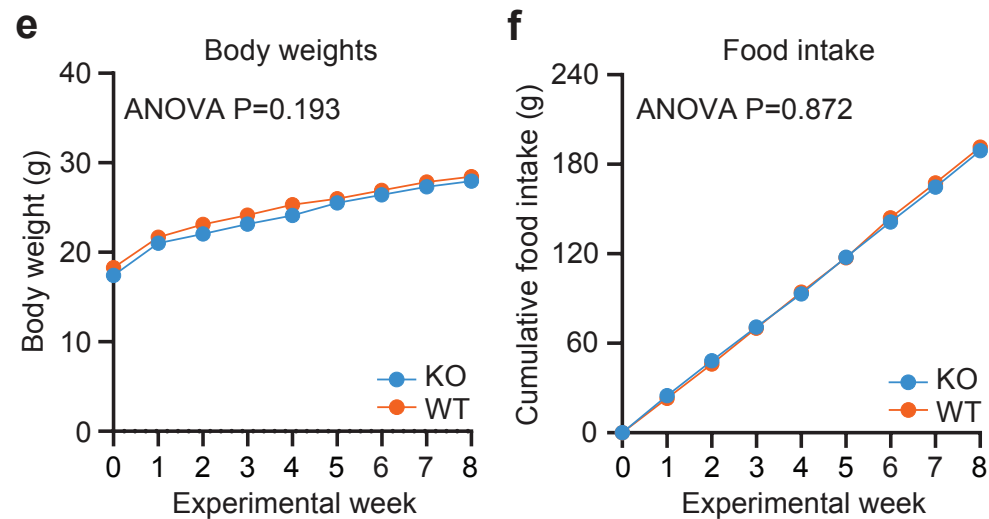 e
Body weights
ANOVA P=0.193
Body weight (g)
40
30
20
10
0
KO
WT
0 1 2 3 4 5 6 7 8
Experimental week
f
Food intake
ANOVA P=0.872
Cumulative food intake (g)
240
180
120
60
0
KO
WT
0 1 2 3 4 5 6 7 8
Experimental week